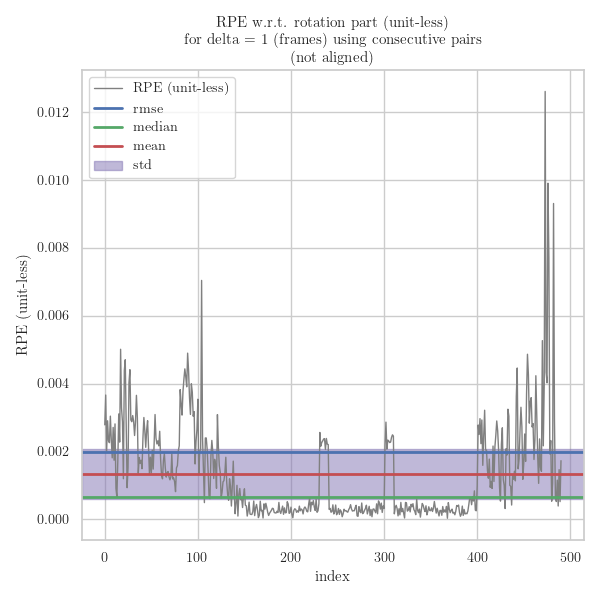 RPE w.r.t. rotation part (unit-less)
for delta = 1 (frames) using consecutive pairs
(not aligned)
RPE (unit-less)
rmse
median
mean
std
RPE (unit-less)
0.012
0.010
0.008
0.006
0.004
0.002
0.000
0
100
200
300
400
500
index